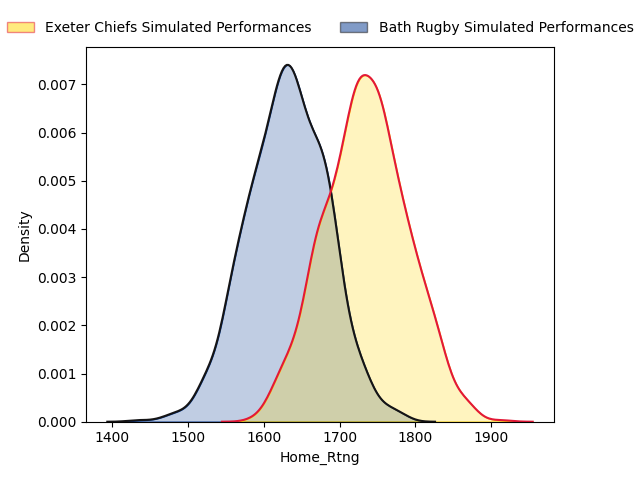 Exeter Chiefs Simulated Performances Bath Rugby Simulated Performances
0.007
0.006
0.005
0.004
0.003
0.002
0.001
0.000
Density
1400 1500 1600 1700 1800 1900
Home_Rtng